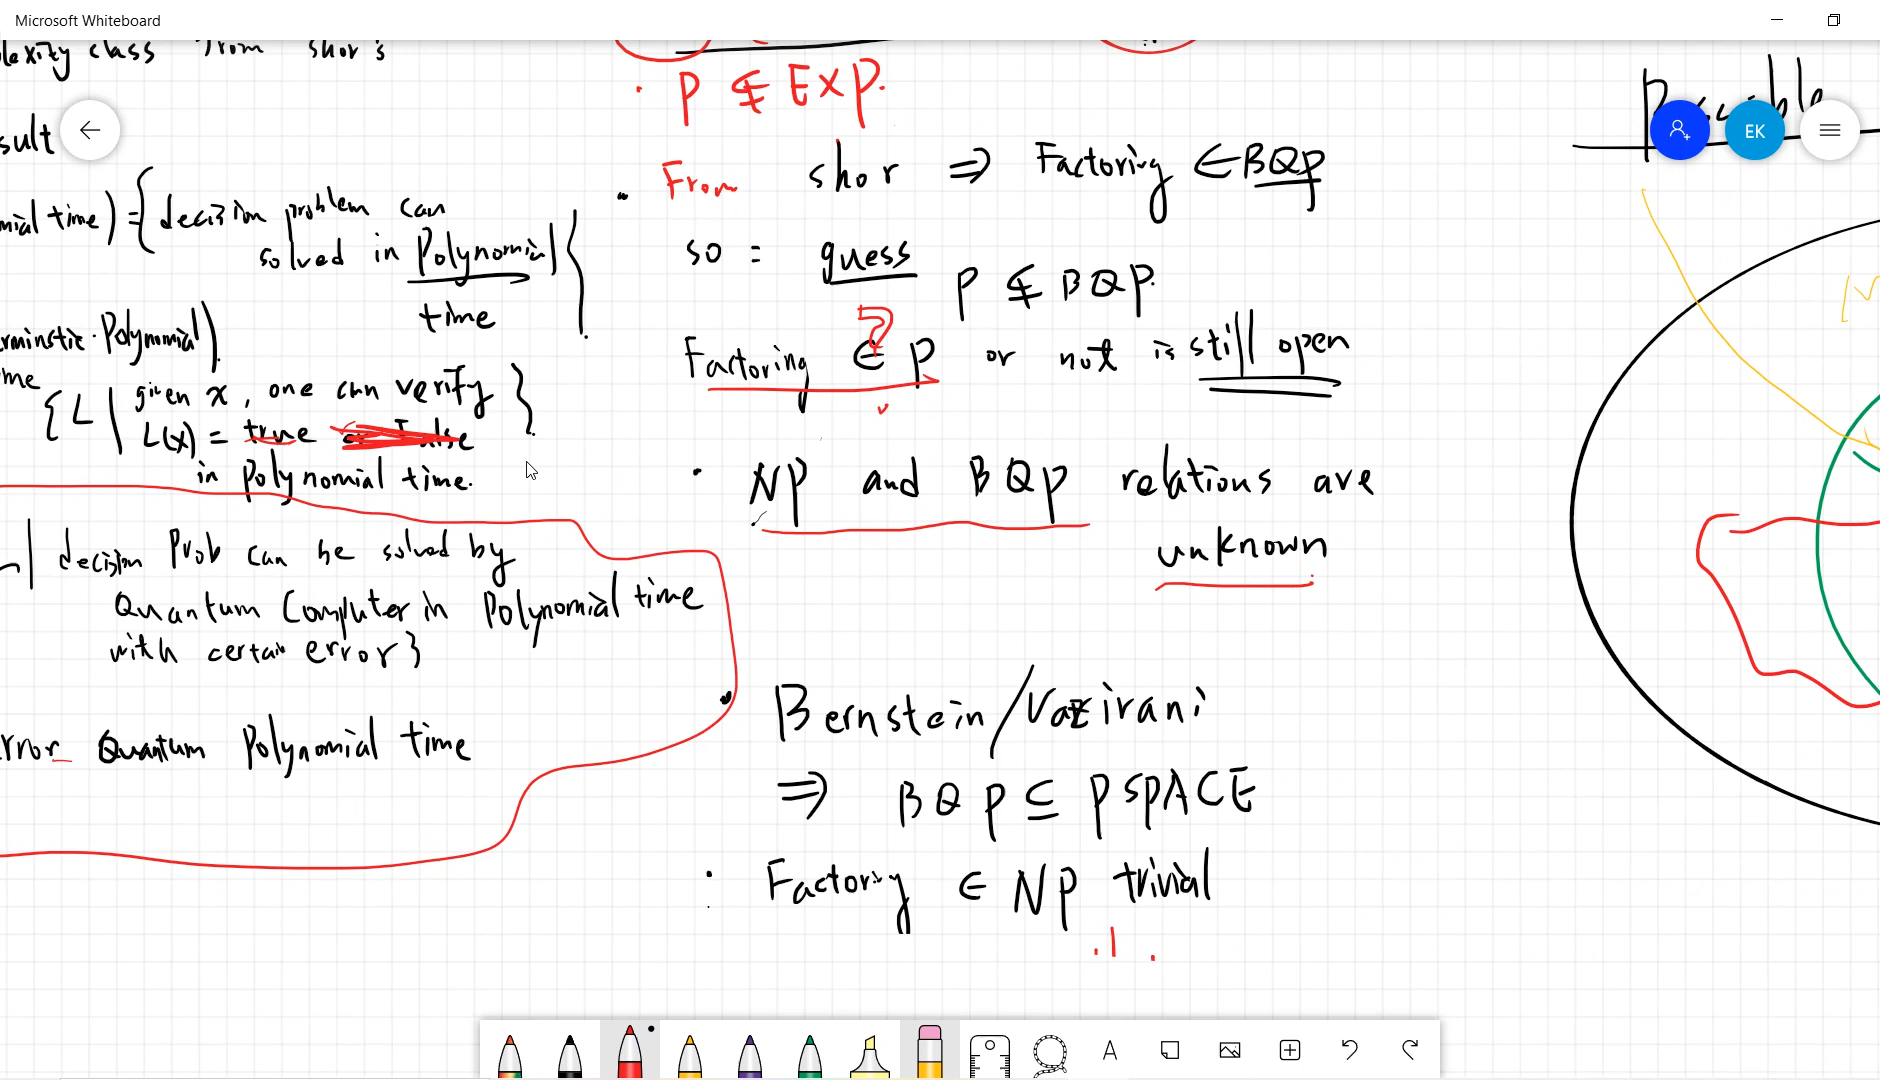 Microsoft Whiteboard
lexity class from shor's
sult
mial time) = { decision problem can
solved in Polynomial }
time
erminstic Polynomial)
me
{ L | given x, one can verify }
L(x) = true
in polynomial time.
| decision Prob can be solved by
Quantum Computer in Polynomial time
with certain error }
rror Quantum Polynomial time
· P ⊊ EXP.
· From shor ⇒ Factoring ∈ BQP
so : guess P ⊊ BQP.
?
Factoring ∈ P or not is still open
· NP and BQP relations are
unknown
· Bernstein/Vazirani
⇒ BQP ⊆ PSPACE
: Factory ∈ NP trivial
EK
A